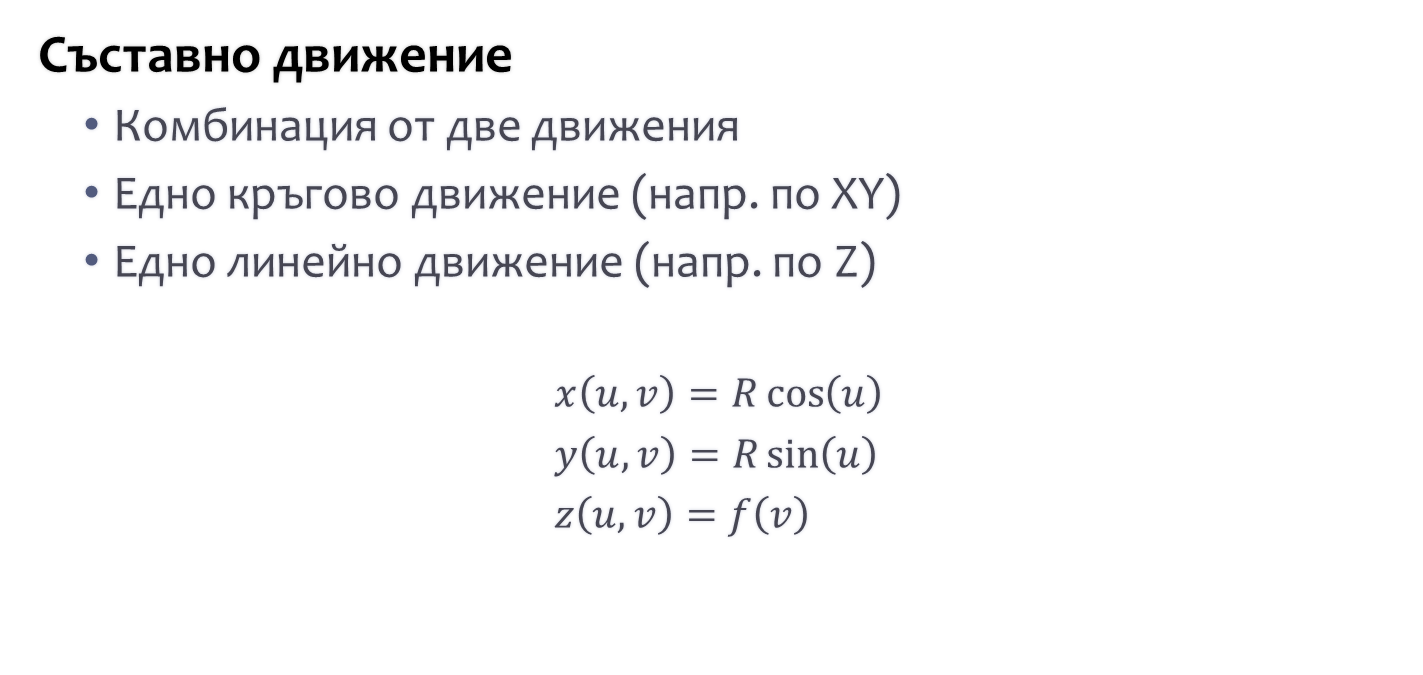 Съставно движение
• Комбинация от две движения
• Едно кръгово движение (напр. по XY)
• Едно линейно движение (напр. по Z)
x(u, v) = R cos(u)
y(u, v) = R sin(u)
z(u, v) = f(v)